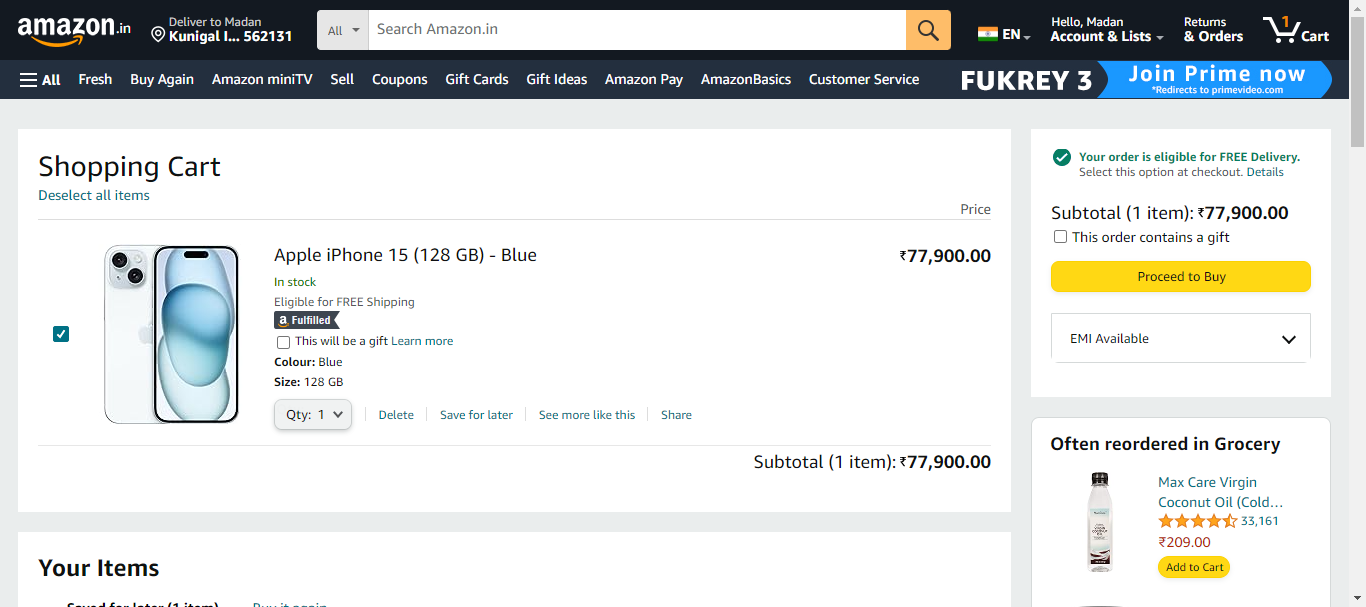 amazon.in
Deliver to Madan
Kunigal I... 562131
All
Search Amazon.in
EN
Hello, Madan
Account & Lists
Returns
& Orders
1
Cart
All
Fresh
Buy Again
Amazon miniTV
Sell
Coupons
Gift Cards
Gift Ideas
Amazon Pay
AmazonBasics
Customer Service
FUKREY 3
Join Prime now
*Redirects to primevideo.com
Shopping Cart
Deselect all items
Price
Apple iPhone 15 (128 GB) - Blue
₹77,900.00
In stock
Eligible for FREE Shipping
a Fulfilled
This will be a gift Learn more
Colour: Blue
Size: 128 GB
Qty: 1
Delete
Save for later
See more like this
Share
Subtotal (1 item): ₹77,900.00
Your Items
Saved for later (1 item)
Buy it again
Your order is eligible for FREE Delivery.
Select this option at checkout. Details
Subtotal (1 item): ₹77,900.00
This order contains a gift
Proceed to Buy
EMI Available
Often reordered in Grocery
Max Care Virgin
Coconut Oil (Cold…
33,161
₹209.00
Add to Cart